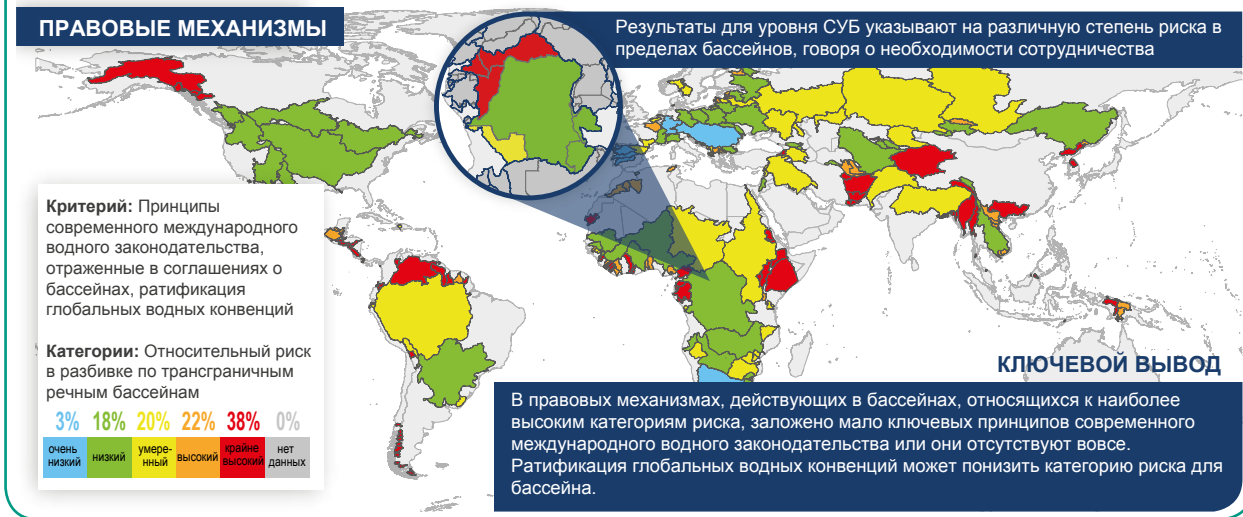 ПРАВОВЫЕ МЕХАНИЗМЫ
Результаты для уровня СУБ указывают на различную степень риска в
пределах бассейнов, говоря о необходимости сотрудничества
Критерий: Принципы
современного международного
водного законодательства,
отраженные в соглашениях о
бассейнах, ратификация
глобальных водных конвенций
Категории: Относительный риск
в разбивке по трансграничным
речным бассейнам
3% 18% 20% 22% 38% 0%
очень низкий
низкий
умере-
нный
высокий
крайне высокий
нет данных
КЛЮЧЕВОЙ ВЫВОД
В правовых механизмах, действующих в бассейнах, относящихся к наиболее
высоким категориям риска, заложено мало ключевых принципов современного
международного водного законодательства или они отсутствуют вовсе.
Ратификация глобальных водных конвенций может понизить категорию риска для
бассейна.